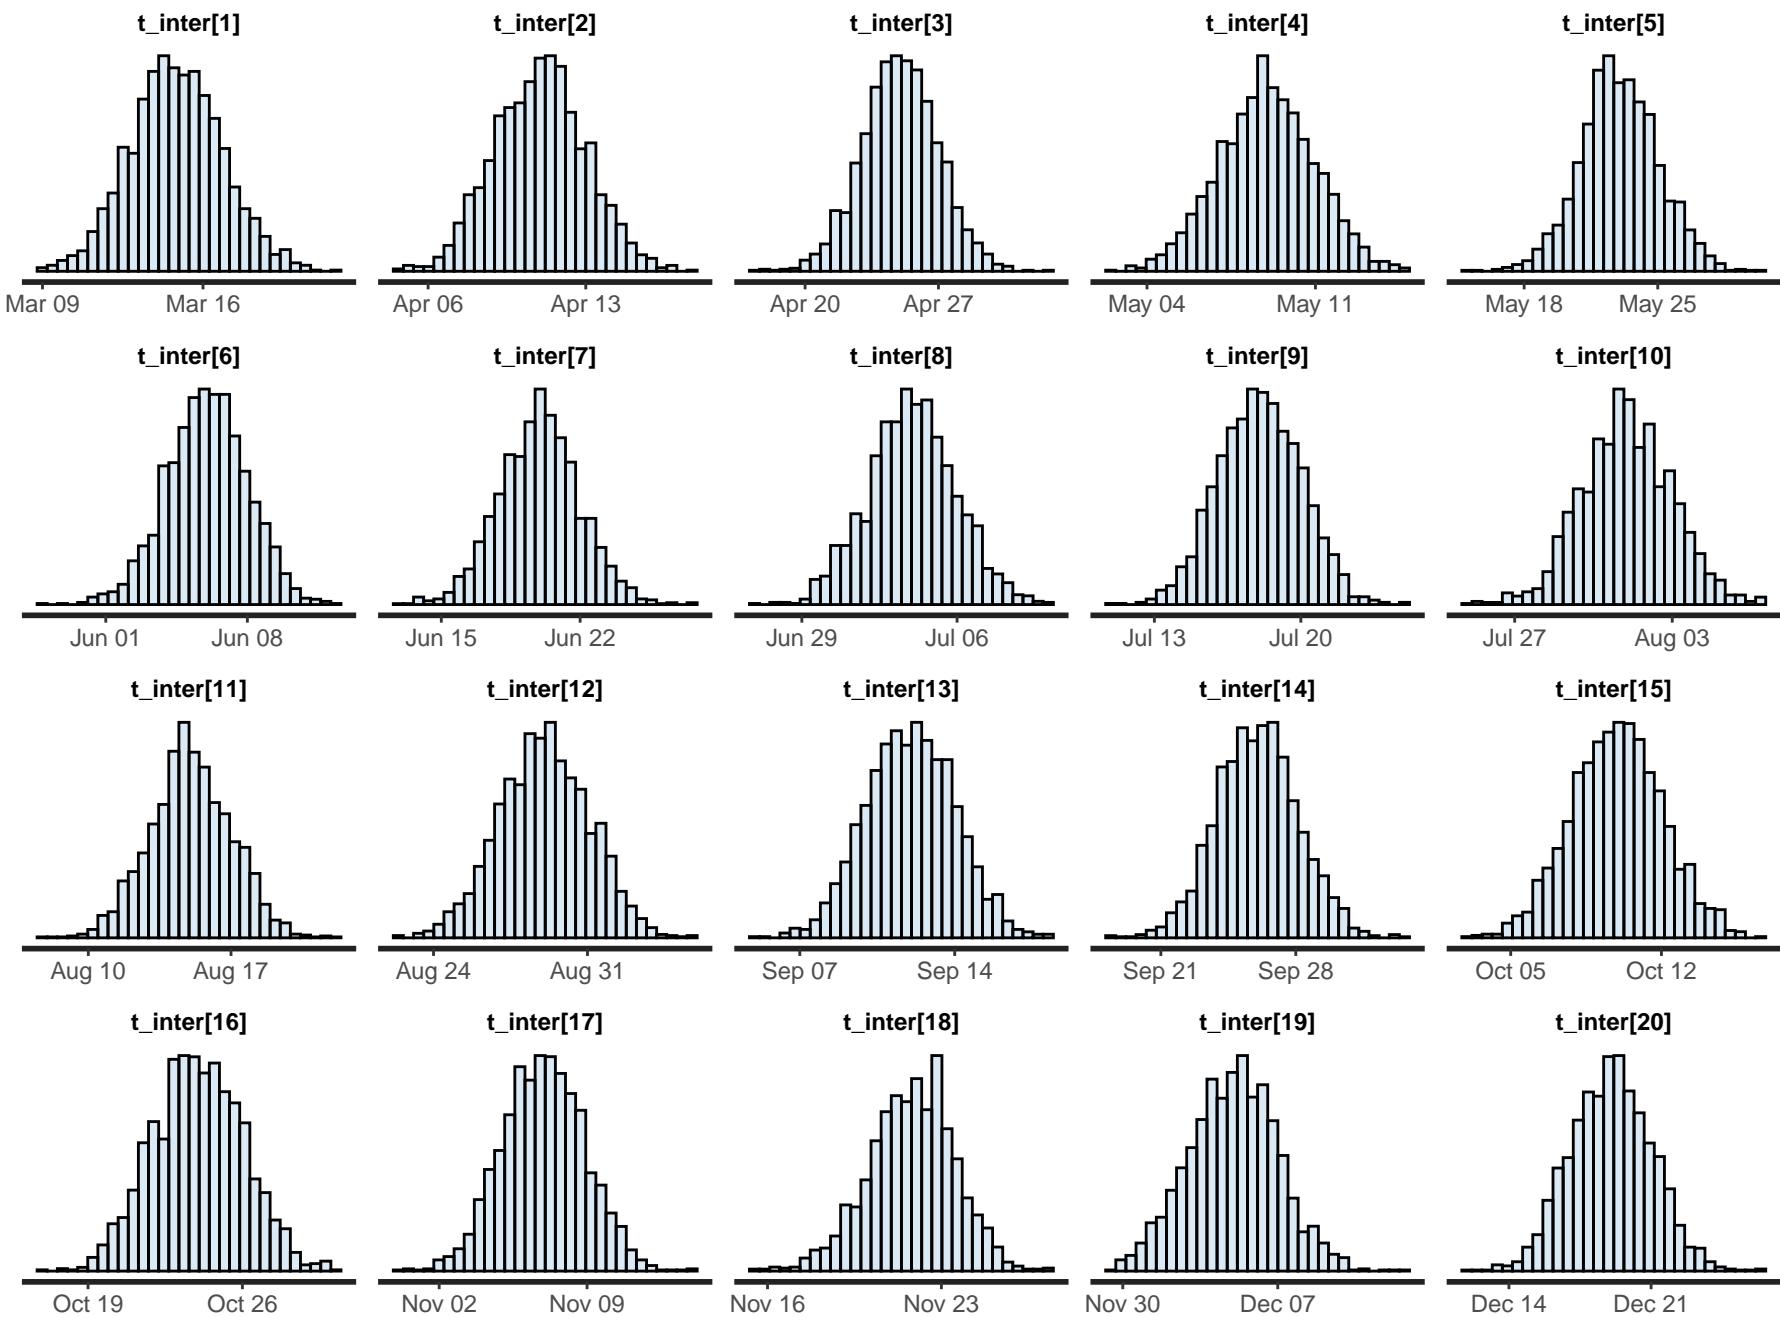 t_inter[1] t_inter[2] t_inter[3] t_inter[4] t_inter[5]
Mar 09 Mar 16 Apr 06 Apr 13 Apr 20 Apr 27 May 04 May 11 May 18 May 25
t_inter[6] t_inter[7] t_inter[8] t_inter[9] t_inter[10]
Jun 01 Jun 08 Jun 15 Jun 22 Jun 29 Jul 06 Jul 13 Jul 20 Jul 27 Aug 03
t_inter[11] t_inter[12] t_inter[13] t_inter[14] t_inter[15]
Aug 10 Aug 17 Aug 24 Aug 31 Sep 07 Sep 14 Sep 21 Sep 28 Oct 05 Oct 12
t_inter[16] t_inter[17] t_inter[18] t_inter[19] t_inter[20]
Oct 19 Oct 26 Nov 02 Nov 09 Nov 16 Nov 23 Nov 30 Dec 07 Dec 14 Dec 21